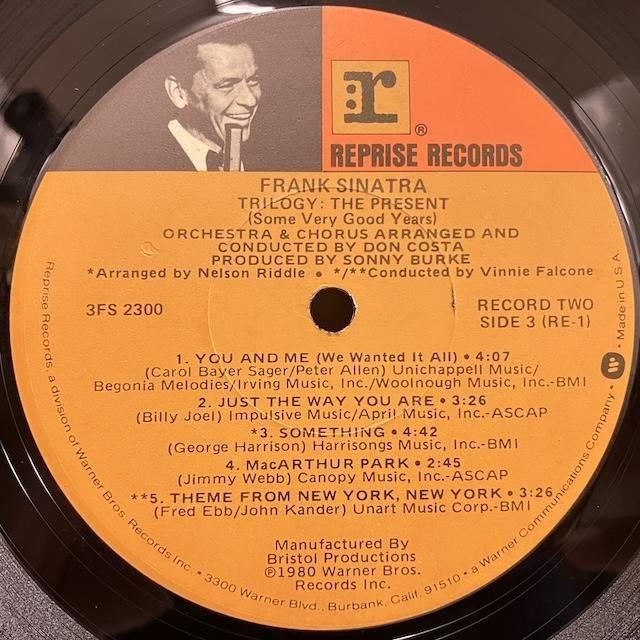 r
®
REPRISE RECORDS
FRANK SINATRA
TRILOGY: THE PRESENT
(Some Very Good Years)
ORCHESTRA & CHORUS ARRANGED AND
CONDUCTED BY DON COSTA
PRODUCED BY SONNY BURKE
*Arranged by Nelson Riddle • */**Conducted by Vinnie Falcone
3FS 2300
RECORD TWO
SIDE 3 (RE-1)
1. YOU AND ME (We Wanted It All) • 4:07
(Carol Bayer Sager/Peter Allen) Unichappell Music/
Begonia Melodies/Irving Music, Inc./Woolnough Music, Inc.-BMI
2. JUST THE WAY YOU ARE • 3:26
(Billy Joel) Impulsive Music/April Music, Inc.-ASCAP
*3. SOMETHING • 4:42
(George Harrison) Harrisongs Music, Inc.-BMI
4. MacARTHUR PARK • 2:45
(Jimmy Webb) Canopy Music, Inc.-ASCAP
**5. THEME FROM NEW YORK, NEW YORK • 3:26
(Fred Ebb/John Kander) Unart Music Corp.-BMI
Manufactured By
Bristol Productions
℗©1980 Warner Bros.
Records Inc.
Reprise Records, a division of Warner Bros. Records Inc. • 3300 Warner Blvd., Burbank, Calif. 91510 • a Warner Communications Company • W • Made in U.S.A.